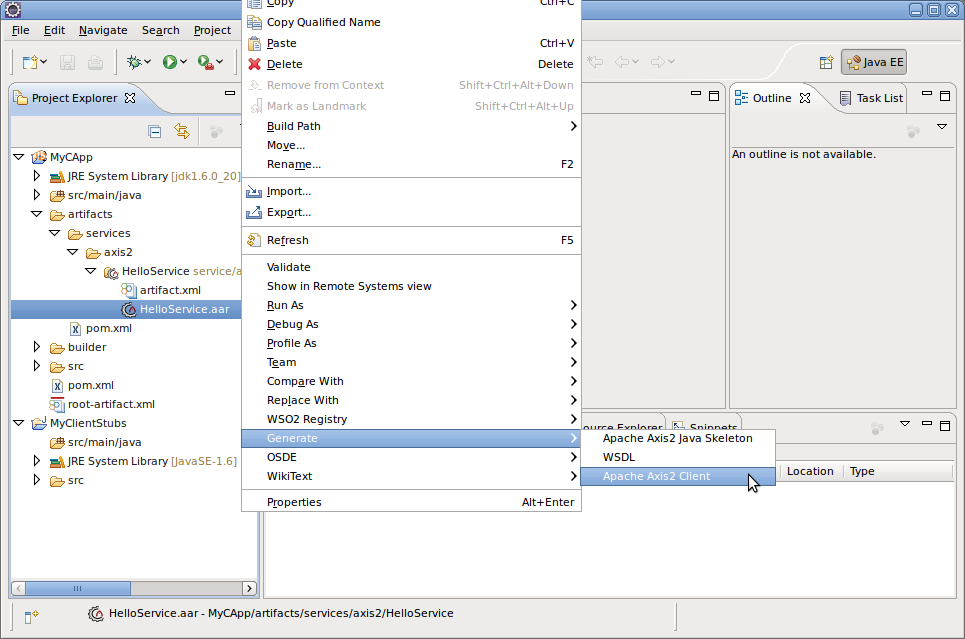 Copy Ctrl+C
File Edit Navigate Search Project
Copy Qualified Name
Paste Ctrl+V
Delete Delete
Remove from Context Shift+Ctrl+Alt+Down
Mark as Landmark Shift+Ctrl+Alt+Up
Build Path
Move...
Rename... F2
Import...
Export...
Refresh F5
Validate
Show in Remote Systems view
Run As
Debug As
Profile As
Team
Compare With
Replace With
WSO2 Registry
Generate
OSDE
WikiText
Properties Alt+Enter
Apache Axis2 Java Skeleton
WSDL
Apache Axis2 Client
Java EE
Project Explorer
MyCApp
JRE System Library [jdk1.6.0_20]
src/main/java
artifacts
services
axis2
HelloService service/a
artifact.xml
HelloService.aar
pom.xml
builder
src
pom.xml
root-artifact.xml
MyClientStubs
src/main/java
JRE System Library [JavaSE-1.6]
src
Outline
Task List
An outline is not available.
ource Explorer
Snippets
Location Type
HelloService.aar - MyCApp/artifacts/services/axis2/HelloService